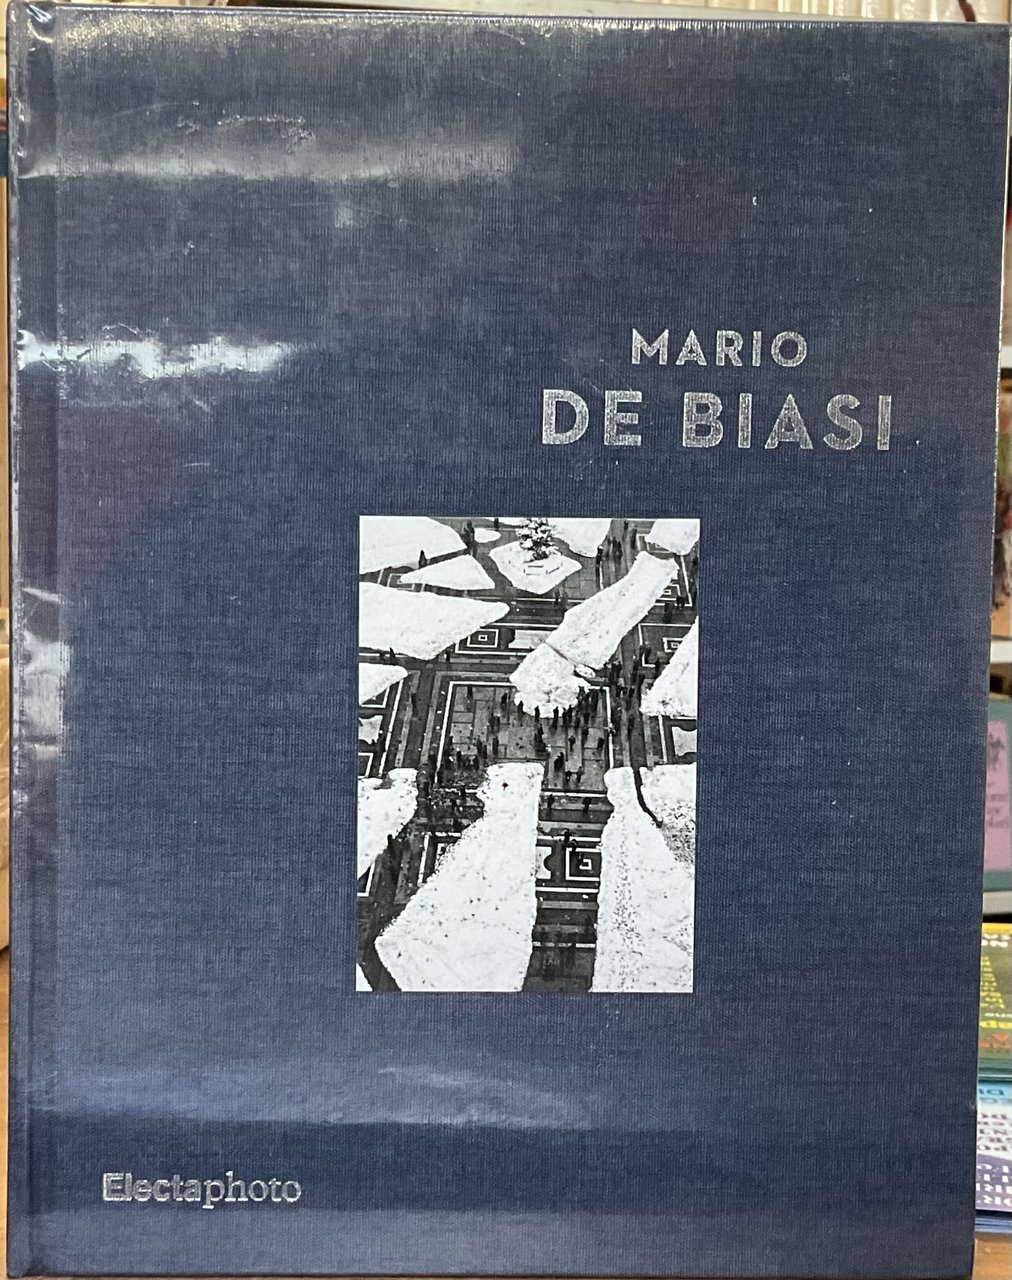 MARIO
DE BIASI
Electaphoto